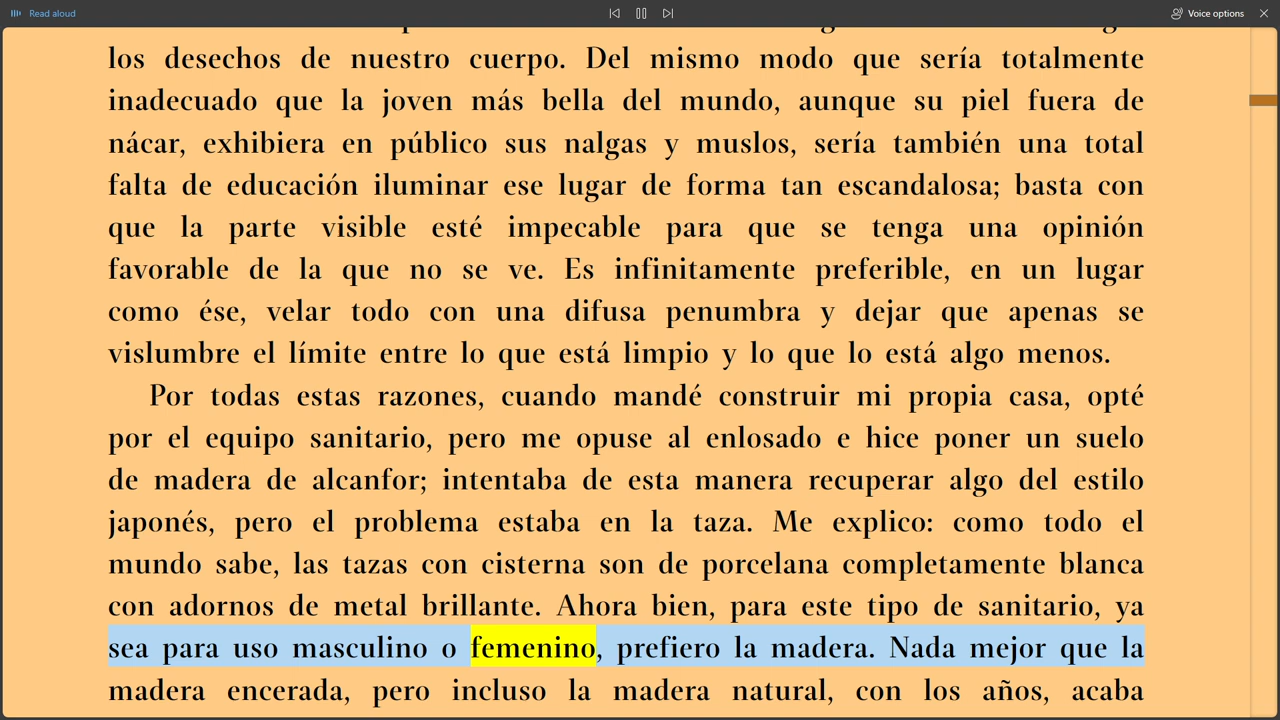 Read aloud
Voice options
los desechos de nuestro cuerpo. Del mismo modo que sería totalmente
inadecuado que la joven más bella del mundo, aunque su piel fuera de
nácar, exhibiera en público sus nalgas y muslos, sería también una total
falta de educación iluminar ese lugar de forma tan escandalosa; basta con
que la parte visible esté impecable para que se tenga una opinión
favorable de la que no se ve. Es infinitamente preferible, en un lugar
como ése, velar todo con una difusa penumbra y dejar que apenas se
vislumbre el límite entre lo que está limpio y lo que lo está algo menos.
Por todas estas razones, cuando mandé construir mi propia casa, opté
por el equipo sanitario, pero me opuse al enlosado e hice poner un suelo
de madera de alcanfor; intentaba de esta manera recuperar algo del estilo
japonés, pero el problema estaba en la taza. Me explico: como todo el
mundo sabe, las tazas con cisterna son de porcelana completamente blanca
con adornos de metal brillante. Ahora bien, para este tipo de sanitario, ya
sea para uso masculino o femenino, prefiero la madera. Nada mejor que la
madera encerada, pero incluso la madera natural, con los años, acaba